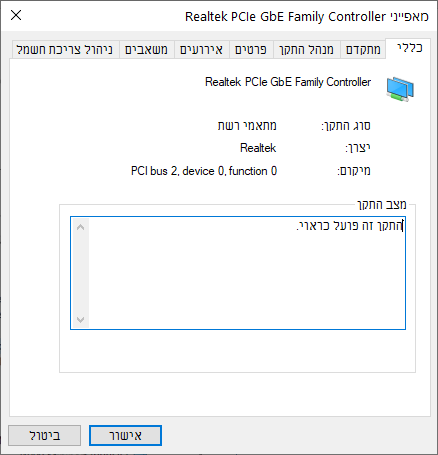 מאפייני Realtek PCIe GbE Family Controller
כללי מתקדם מנהל התקן פרטים אירועים משאבים ניהול צריכת חשמל
Realtek PCIe GbE Family Controller
סוג התקן: מתאמי רשת
יצרן: Realtek
מיקום: PCI bus 2, device 0, function 0
מצב התקן
התקן זה פועל כראוי.
אישור ביטול